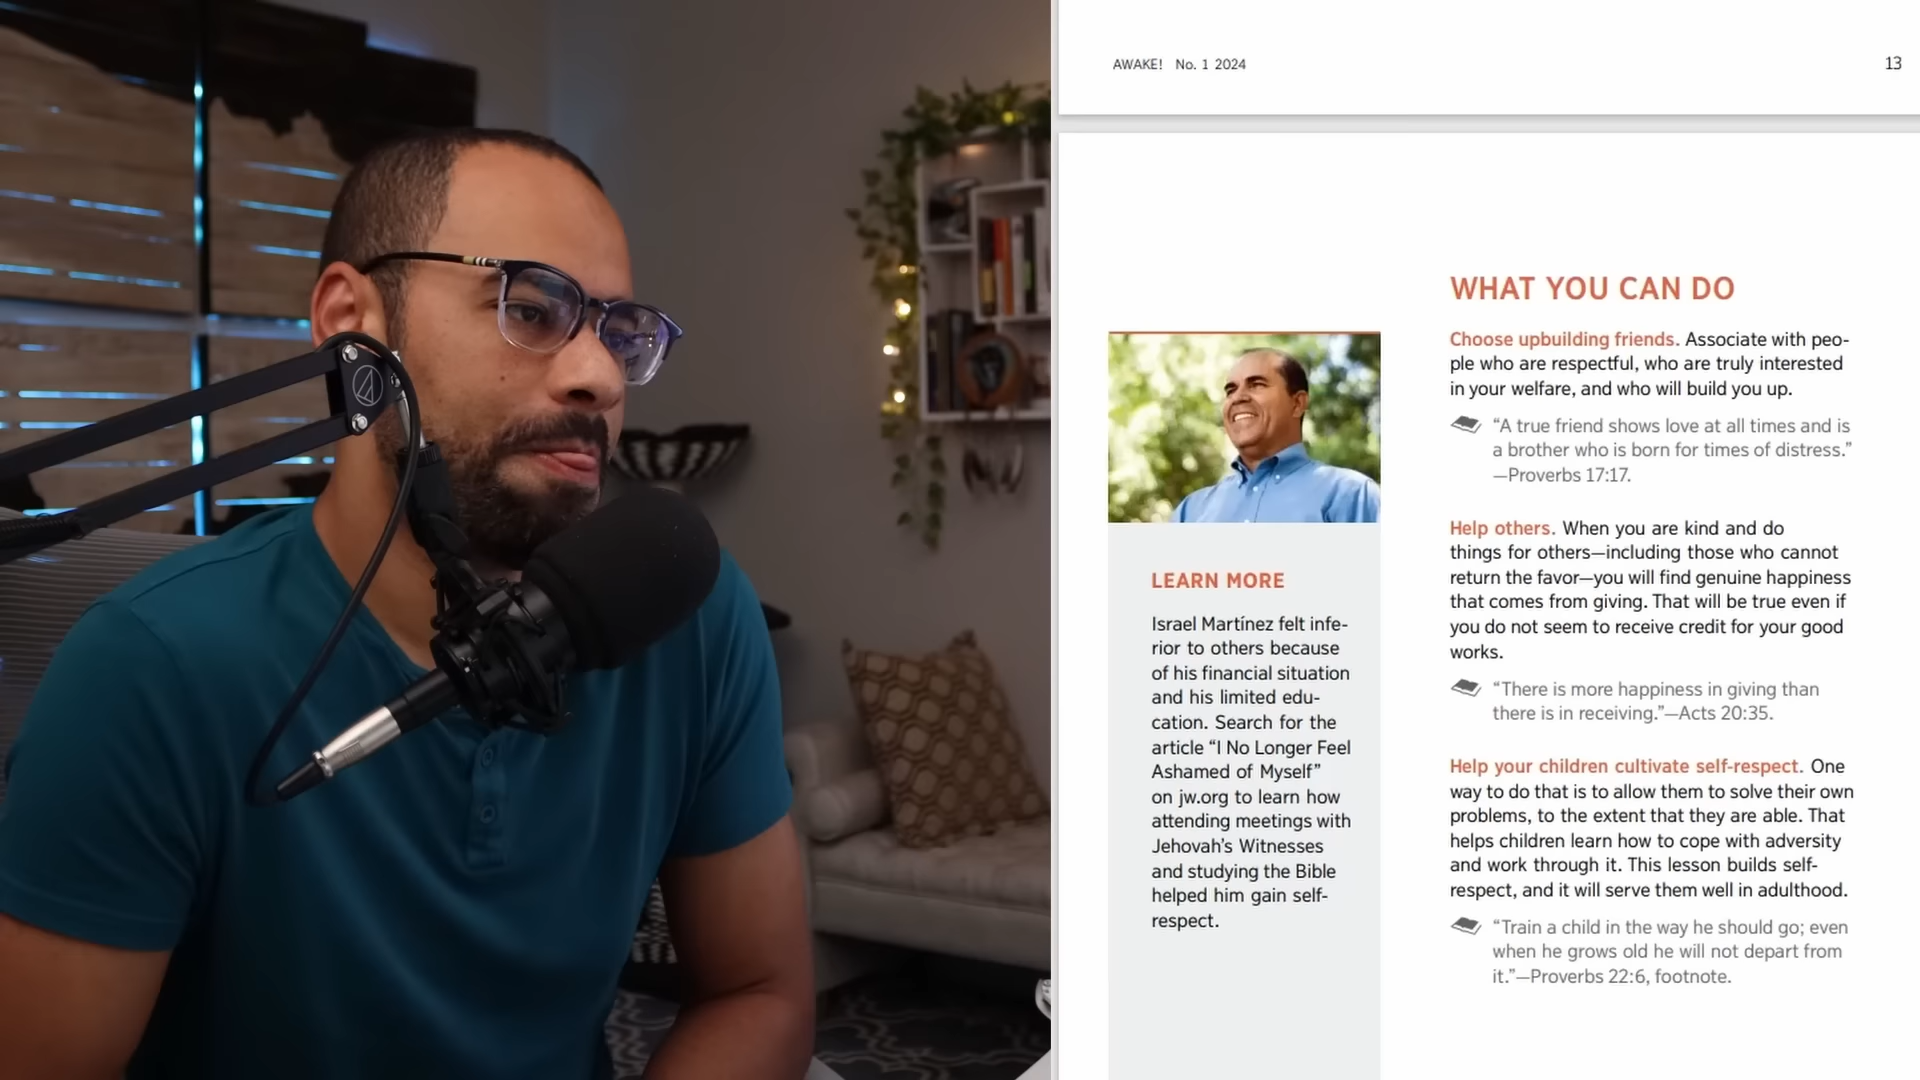 AWAKE! No. 1 2024
13
LEARN MORE
Israel Martínez felt infe-
rior to others because
of his financial situation
and his limited edu-
cation. Search for the
article “I No Longer Feel
Ashamed of Myself”
on jw.org to learn how
attending meetings with
Jehovah’s Witnesses
and studying the Bible
helped him gain self-
respect.
WHAT YOU CAN DO
Choose upbuilding friends. Associate with peo-
ple who are respectful, who are truly interested
in your welfare, and who will build you up.
“A true friend shows love at all times and is
a brother who is born for times of distress.”
—Proverbs 17:17.
Help others. When you are kind and do
things for others—including those who cannot
return the favor—you will find genuine happiness
that comes from giving. That will be true even if
you do not seem to receive credit for your good
works.
“There is more happiness in giving than
there is in receiving.”—Acts 20:35.
Help your children cultivate self-respect. One
way to do that is to allow them to solve their own
problems, to the extent that they are able. That
helps children learn how to cope with adversity
and work through it. This lesson builds self-
respect, and it will serve them well in adulthood.
“Train a child in the way he should go; even
when he grows old he will not depart from
it.”—Proverbs 22:6, footnote.